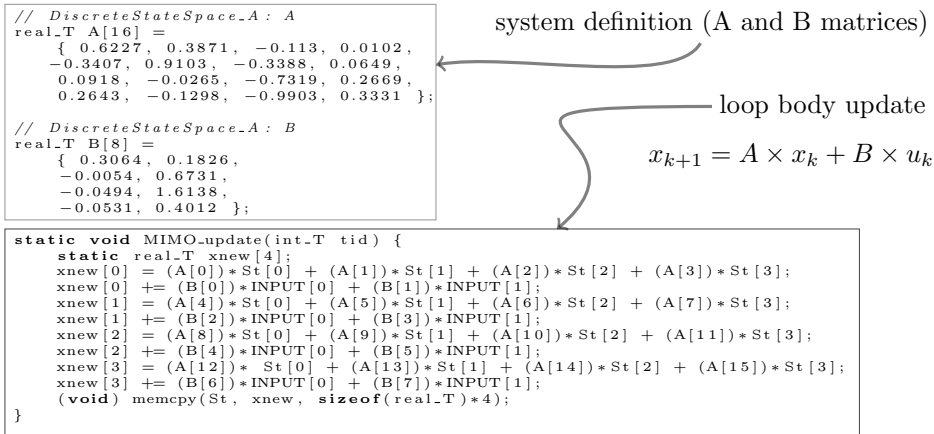 // DiscreteStateSpace_A: A
real_T A[16] =
{ 0.6227, 0.3871, −0.113, 0.0102,
−0.3407, 0.9103, −0.3388, 0.0649,
0.0918, −0.0265, −0.7319, 0.2669,
0.2643, −0.1298, −0.9903, 0.3331 };
// DiscreteStateSpace_A: B
real_T B[8] =
{ 0.3064, 0.1826,
−0.0054, 0.6731,
−0.0494, 1.6138,
−0.0531, 0.4012 };
system definition (A and B matrices)
loop body update
x_{k+1} = A × x_k + B × u_k
static void MIMO_update(int_T tid) {
static real_T xnew[4];
xnew[0] = (A[0])*St[0] + (A[1])*St[1] + (A[2])*St[2] + (A[3])*St[3];
xnew[0] += (B[0])*INPUT[0] + (B[1])*INPUT[1];
xnew[1] = (A[4])*St[0] + (A[5])*St[1] + (A[6])*St[2] + (A[7])*St[3];
xnew[1] += (B[2])*INPUT[0] + (B[3])*INPUT[1];
xnew[2] = (A[8])*St[0] + (A[9])*St[1] + (A[10])*St[2] + (A[11])*St[3];
xnew[2] += (B[4])*INPUT[0] + (B[5])*INPUT[1];
xnew[3] = (A[12])* St[0] + (A[13])*St[1] + (A[14])*St[2] + (A[15])*St[3];
xnew[3] += (B[6])*INPUT[0] + (B[7])*INPUT[1];
(void) memcpy(St, xnew, sizeof(real_T)*4);
}